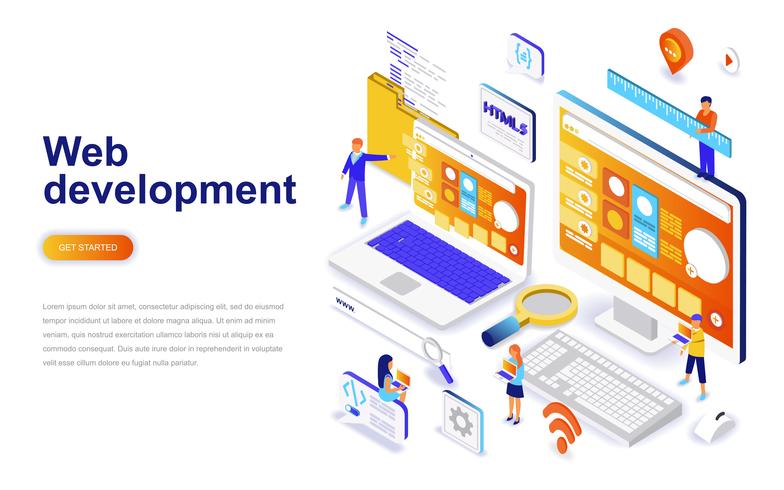 Web
development
GET STARTED
Lorem ipsum dolor sit amet, consectetur adipiscing elit, sed do eiusmod
tempor incididunt ut labore et dolore magna aliqua. Ut enim ad minim
veniam, quis nostrud exercitation ullamco laboris nisi ut aliquip ex ea
commodo consequat. Duis aute irure dolor in reprehenderit in voluptate
velit esse cillum dolore eu fugiat nulla pariatur.
{::}
HTML5
www.
</>